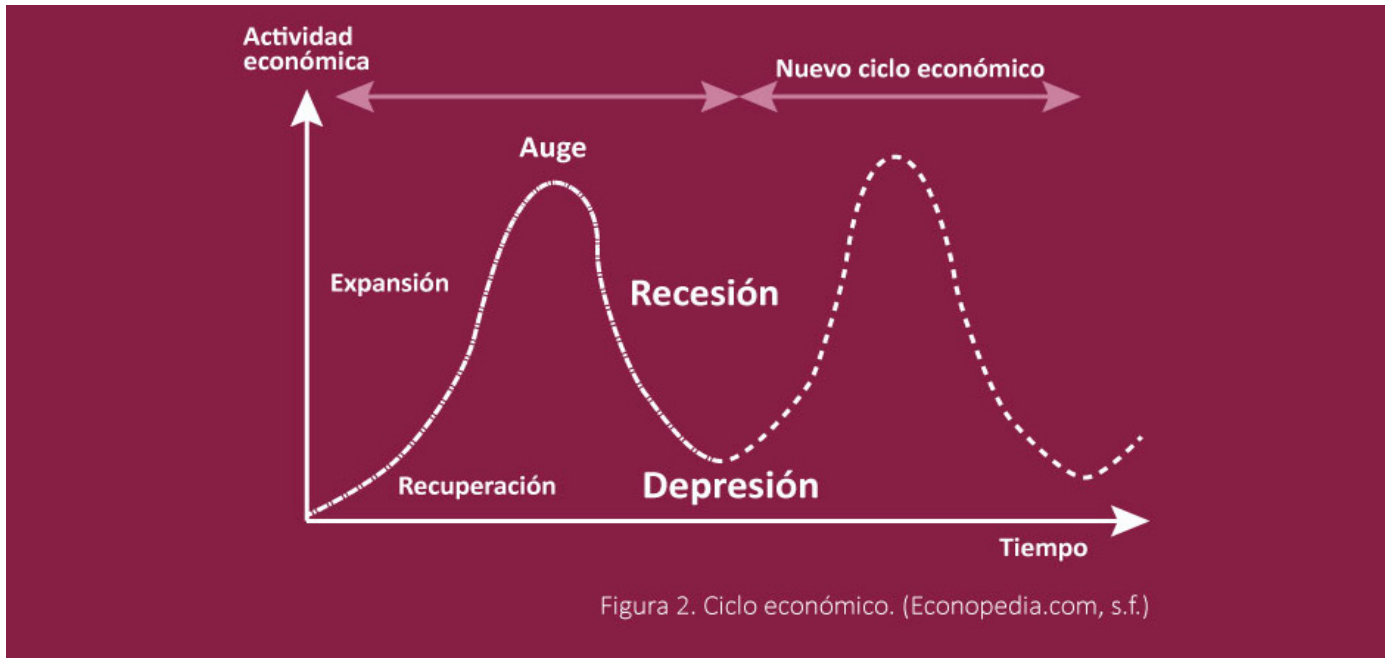 Actividad
económica
Nuevo ciclo económico
Auge
Expansión
Recesión
Recuperación
Depresión
Tiempo
Figura 2. Ciclo económico. (Econopedia.com, s.f.)